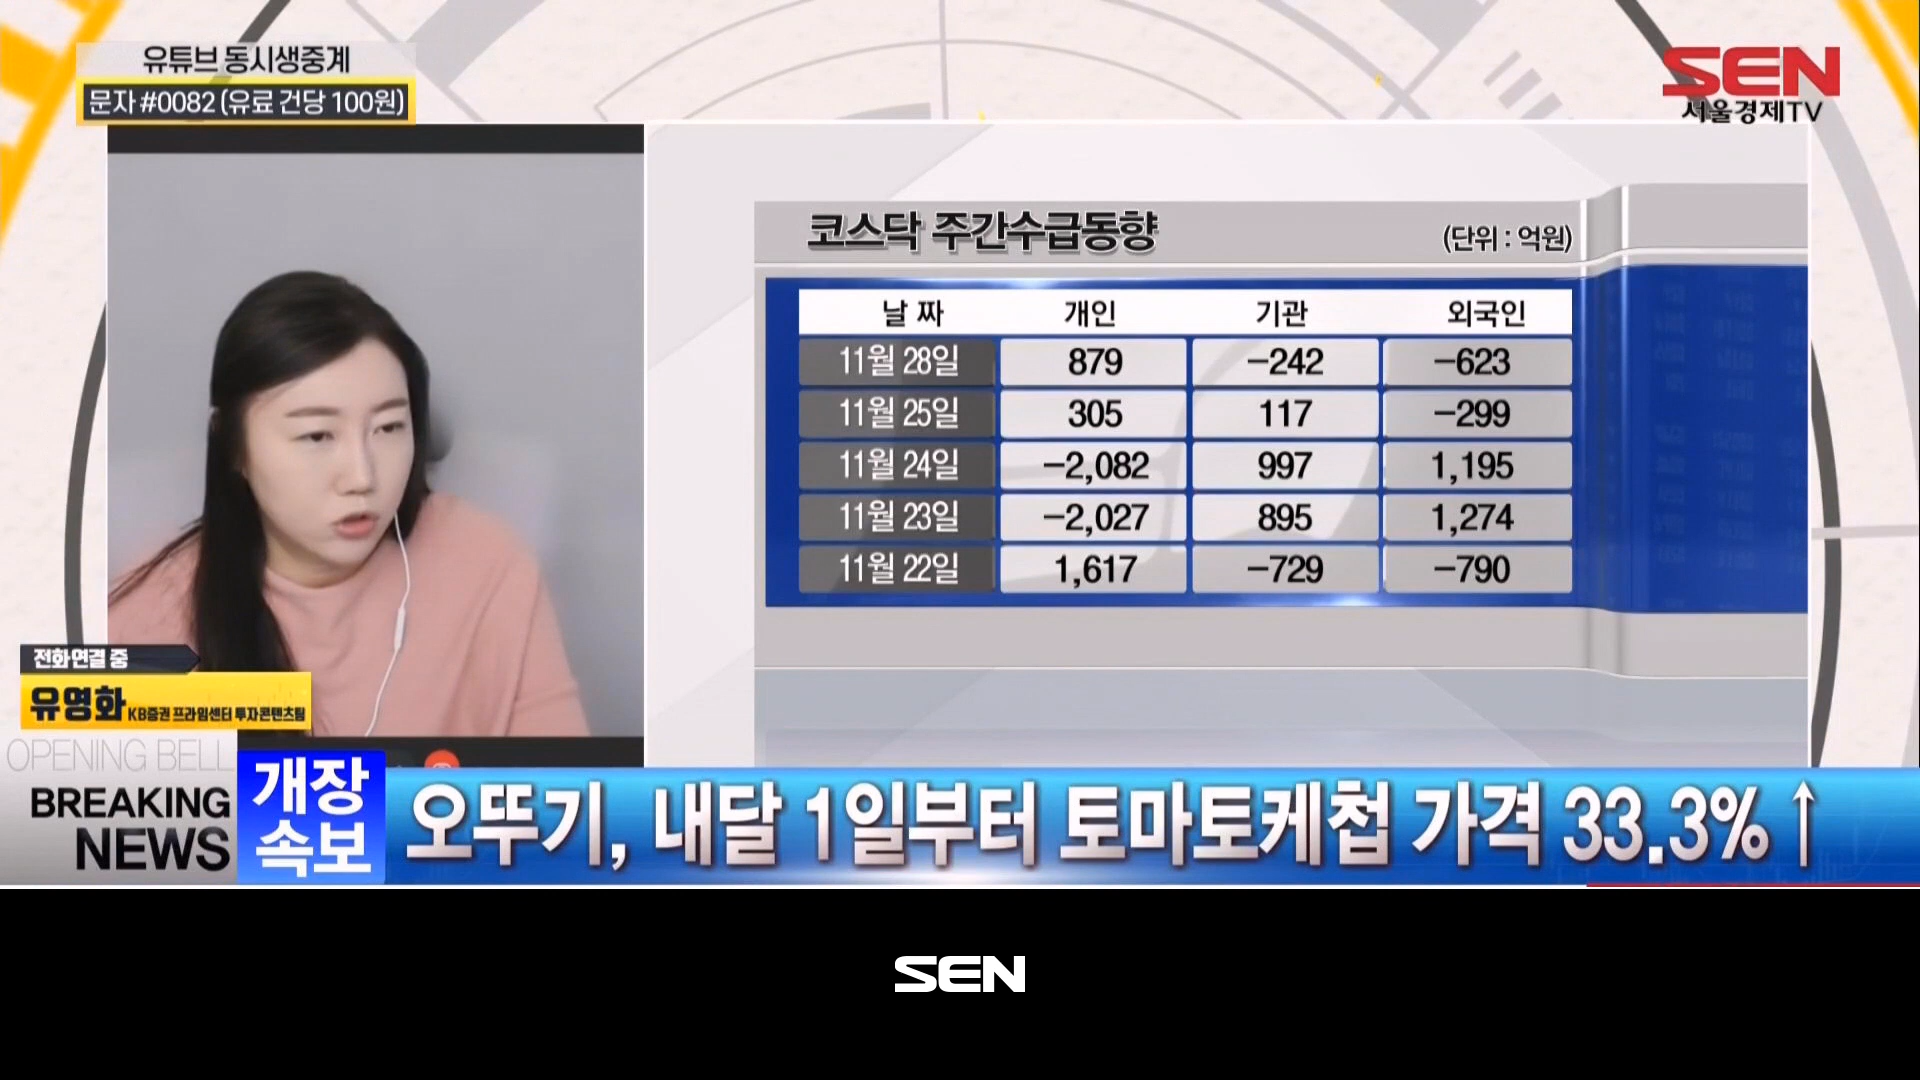 유튜브 동시생중계
문자 #0082 (유료 건당 100원)
SEN
서울경제TV
코스닥 주간수급동향
(단위 : 억원)
날 짜 개인 기관 외국인
11월 28일 879 -242 -623
11월 25일 305 117 -299
11월 24일 -2,082 997 1,195
11월 23일 -2,027 895 1,274
11월 22일 1,617 -729 -790
전화연결 중
유영화 KB증권 프라임센터 투자콘텐츠팀
OPENING BELL
BREAKING
NEWS
개장
속보
오뚜기, 내달 1일부터 토마토케첩 가격 33.3%↑
SEN